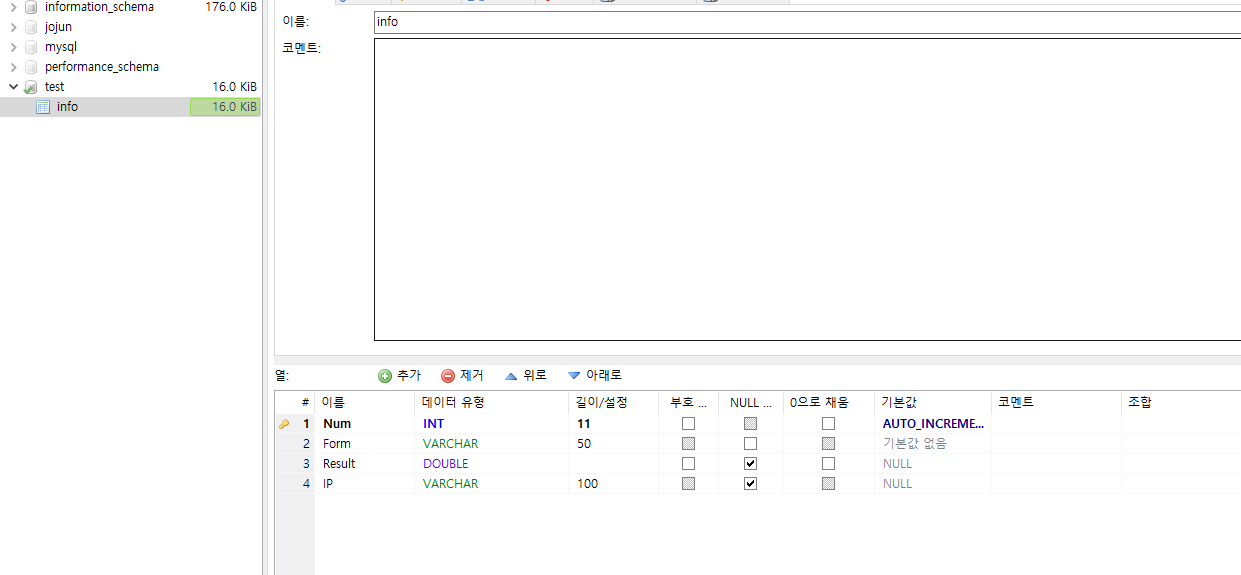 information_schema 176.0 KiB
jojun
mysql
performance_schema
test 16.0 KiB
info 16.0 KiB
이름: info
코멘트:
열: 추가 제거 위로 아래로
# 이름 데이터 유형 길이/설정 부호 ... NULL ... 0으로 채움 기본값 코멘트 조합
1 Num INT 11 AUTO_INCREME...
2 Form VARCHAR 50 기본값 없음
3 Result DOUBLE NULL
4 IP VARCHAR 100 NULL